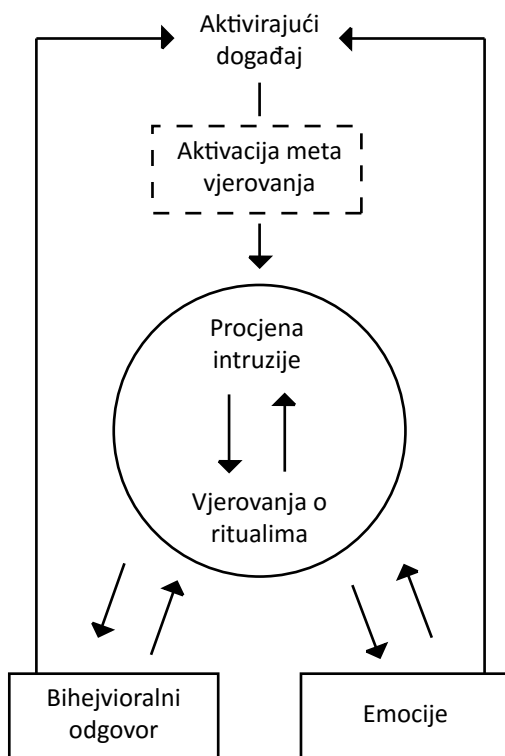 Aktivirajući
događaj
Aktivacija meta
vjerovanja
Procjena
intruzije
Vjerovanja o
ritualima
Bihejvioralni
odgovor
Emocije